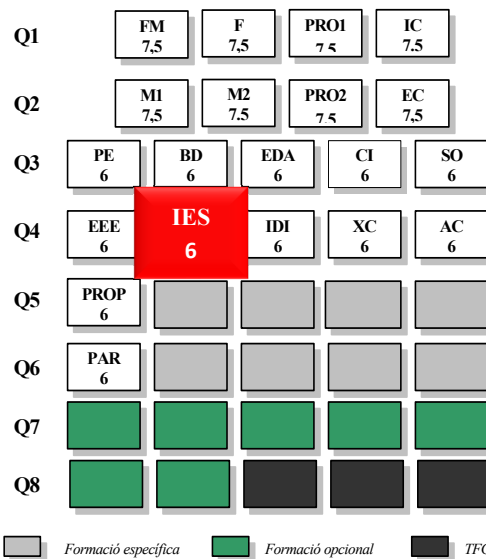 Q1 FM F PRO1 IC
7,5 7,5 7,5 7.5
Q2 M1 M2 PRO2 EC
7,5 7.5 7,5 7,5
Q3 PE BD EDA CI SO
6 6 6 6 6
Q4 EEE IES IDI XC AC
6 6 6 6 6
Q5 PROP
6
Q6 PAR
6
Q7
Q8
Formació específica Formació opcional TFG